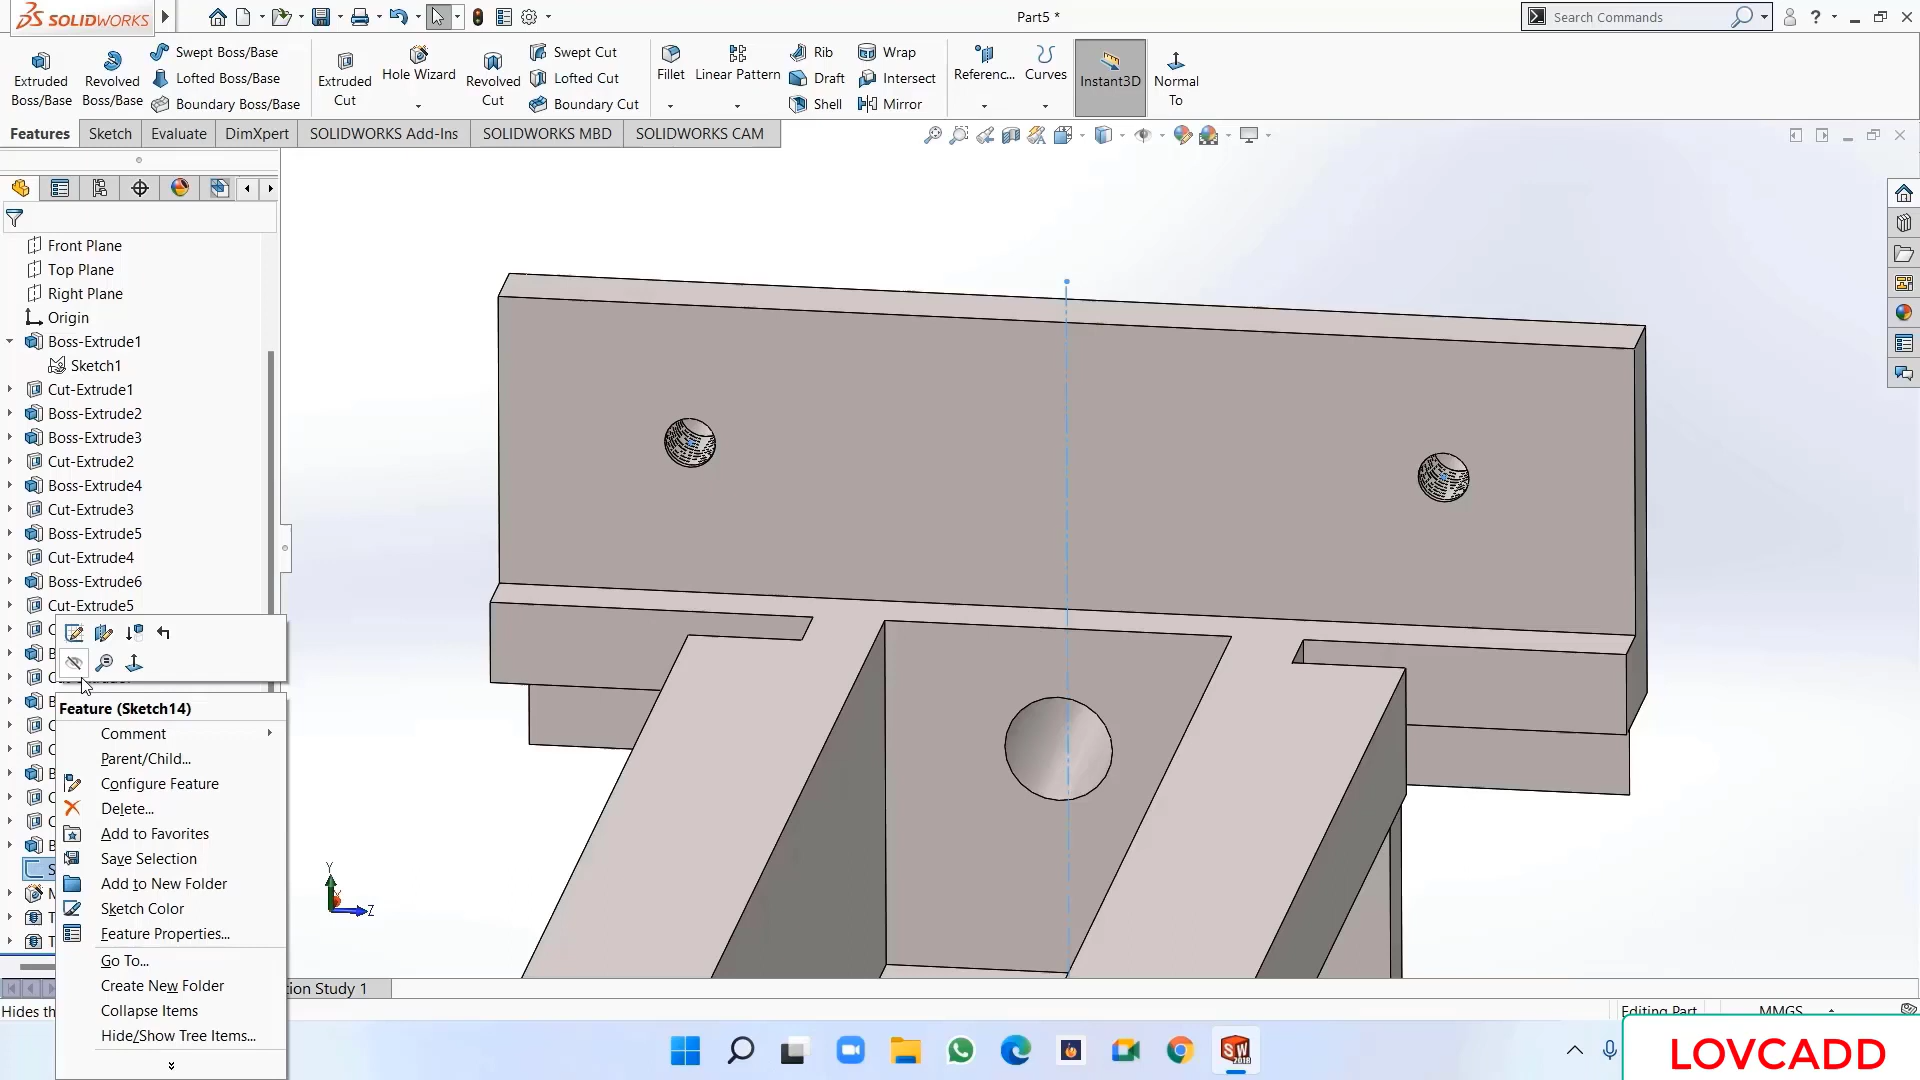 SOLIDWORKS
Part5 *
Search Commands
Extruded Boss/Base
Revolved Boss/Base
Swept Boss/Base
Lofted Boss/Base
Boundary Boss/Base
Extruded Cut
Hole Wizard
Revolved Cut
Swept Cut
Lofted Cut
Boundary Cut
Fillet
Linear Pattern
Rib
Draft
Shell
Wrap
Intersect
Mirror
Referenc...
Curves
Instant3D
Normal To
Features
Sketch
Evaluate
DimXpert
SOLIDWORKS Add-Ins
SOLIDWORKS MBD
SOLIDWORKS CAM
Front Plane
Top Plane
Right Plane
Origin
Boss-Extrude1
Sketch1
Cut-Extrude1
Boss-Extrude2
Boss-Extrude3
Cut-Extrude2
Boss-Extrude4
Cut-Extrude3
Boss-Extrude5
Cut-Extrude4
Boss-Extrude6
Cut-Extrude5
Feature (Sketch14)
Comment
Parent/Child...
Configure Feature
Delete...
Add to Favorites
Save Selection
Add to New Folder
Sketch Color
Feature Properties...
Go To...
Create New Folder
Collapse Items
Hide/Show Tree Items...
Y
Z
tion Study 1
Hides th
Editing Part
MMGS
SW
2018
LOVCADD